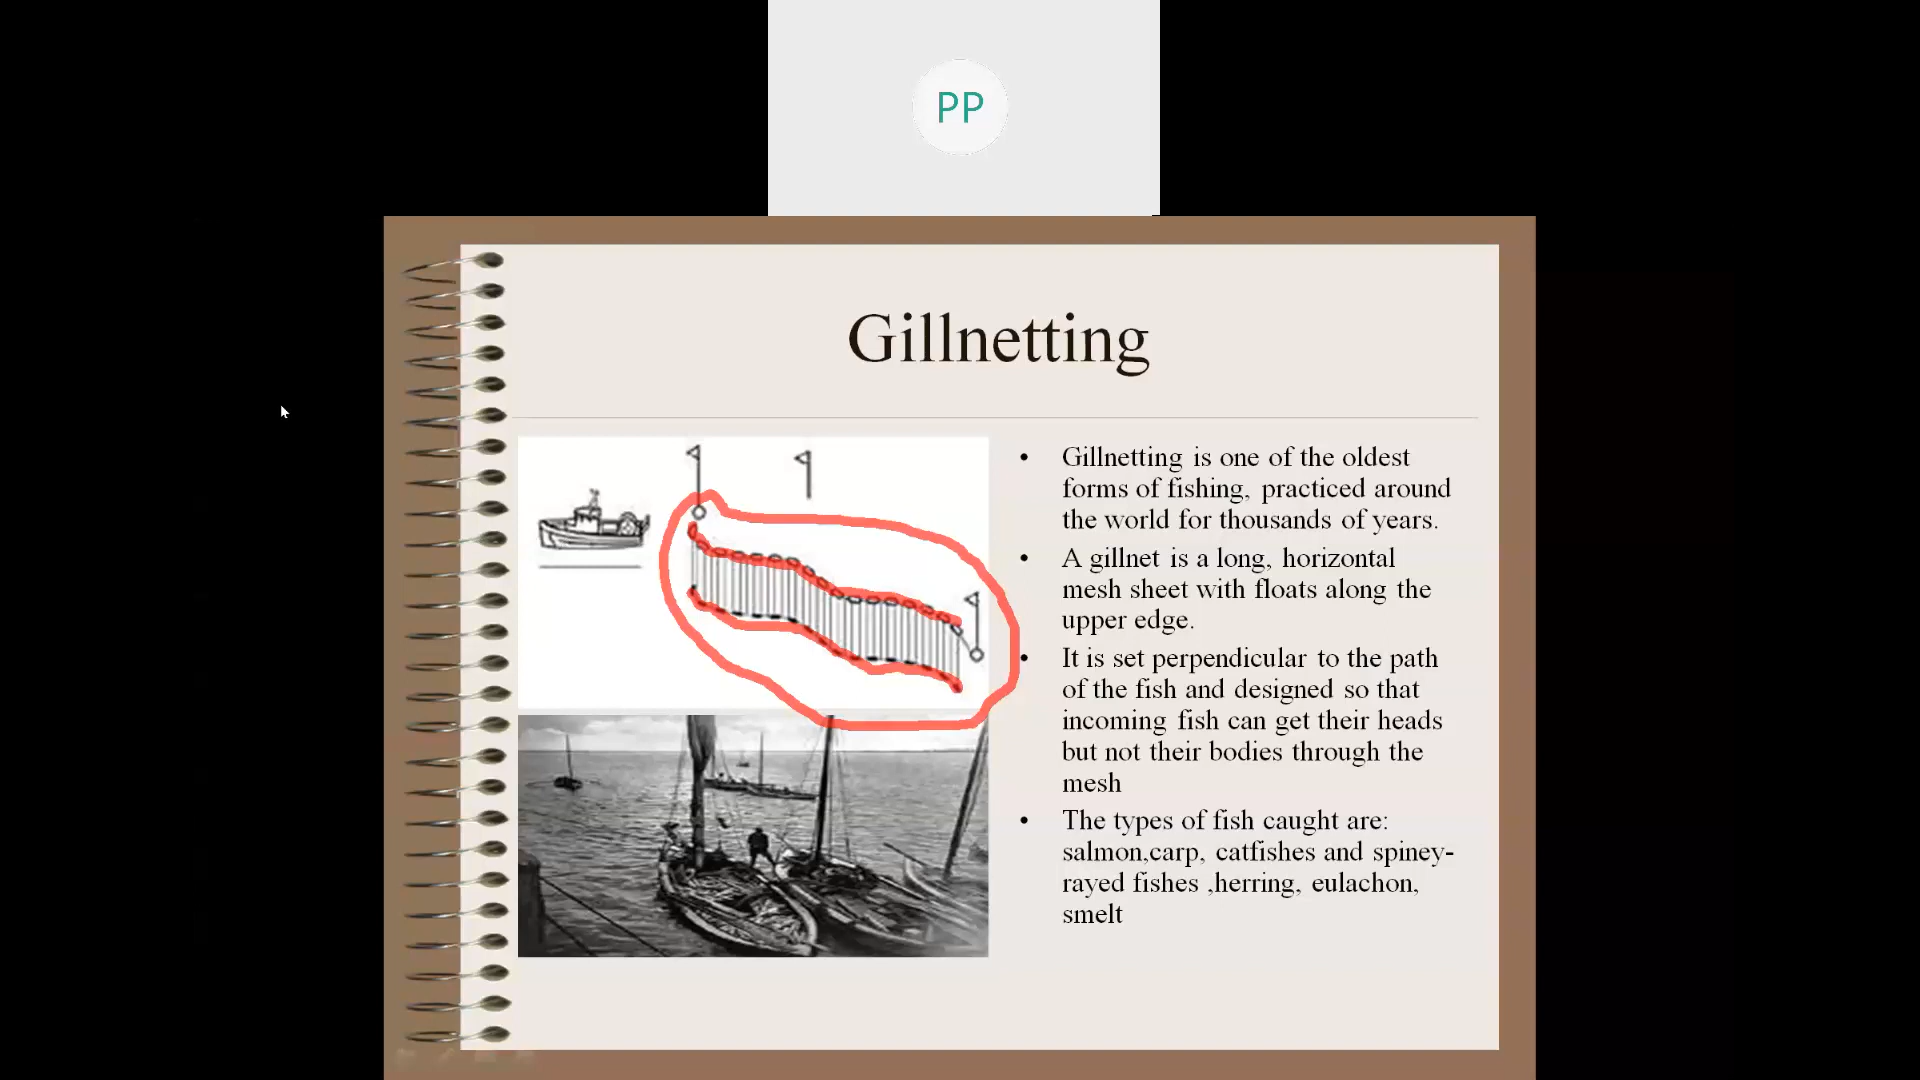 PP
Gillnetting
• Gillnetting is one of the oldest
forms of fishing, practiced around
the world for thousands of years.
• A gillnet is a long, horizontal
mesh sheet with floats along the
upper edge.
• It is set perpendicular to the path
of the fish and designed so that
incoming fish can get their heads
but not their bodies through the
mesh
• The types of fish caught are:
salmon,carp, catfishes and spiney-
rayed fishes ,herring, eulachon,
smelt